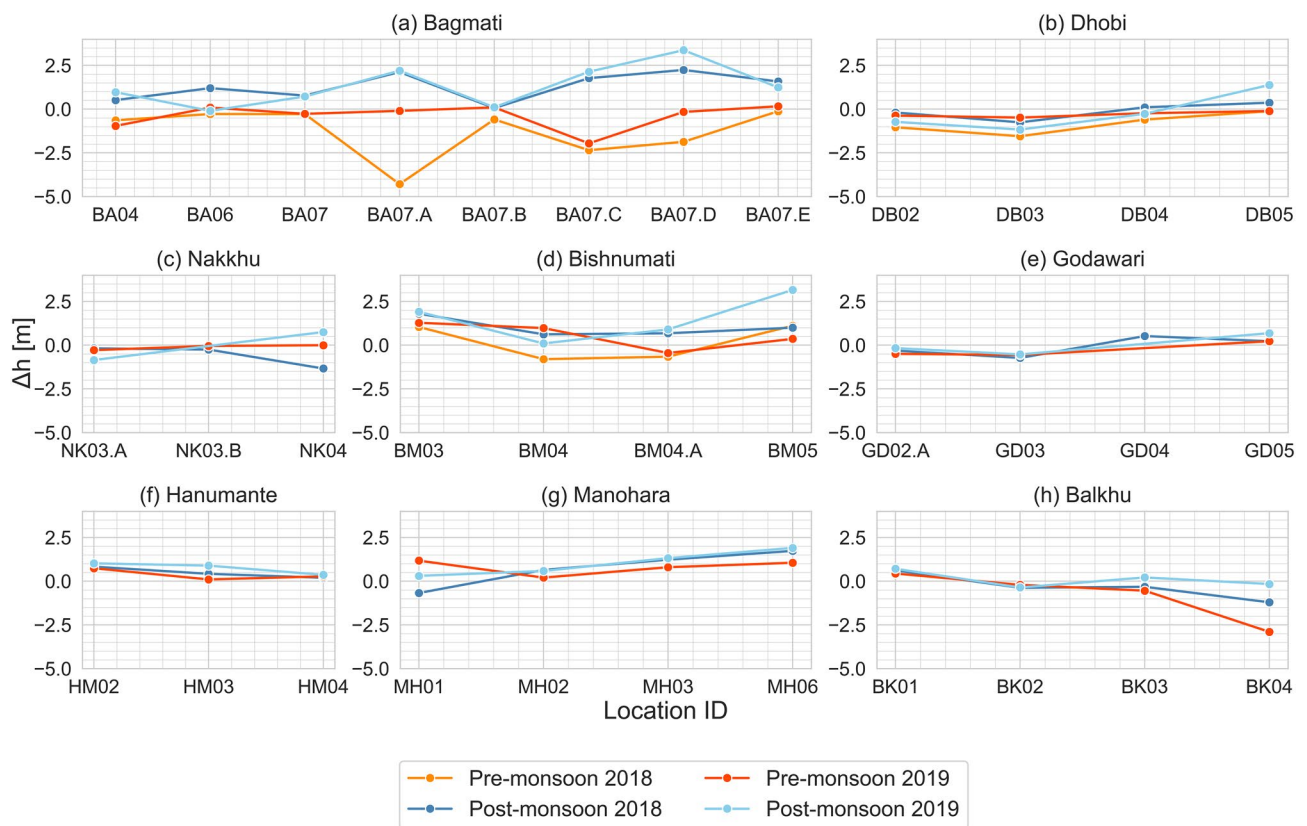 (a) Bagmati (b) Dhobi
2.5 2.5
0.0 0.0
−2.5 −2.5
−5.0 −5.0
BA04 BA06 BA07 BA07.A BA07.B BA07.C BA07.D BA07.E DB02 DB03 DB04 DB05
(c) Nakkhu (d) Bishnumati (e) Godawari
2.5 2.5 2.5
0.0 0.0 0.0
Δh [m]
−2.5 −2.5 −2.5
−5.0 −5.0 −5.0
NK03.A NK03.B NK04 BM03 BM04 BM04.A BM05 GD02.A GD03 GD04 GD05
(f) Hanumante (g) Manohara (h) Balkhu
2.5 2.5 2.5
0.0 0.0 0.0
−2.5 −2.5 −2.5
−5.0 −5.0 −5.0
HM02 HM03 HM04 MH01 MH02 MH03 MH06 BK01 BK02 BK03 BK04
Location ID
Pre-monsoon 2018 Pre-monsoon 2019
Post-monsoon 2018 Post-monsoon 2019